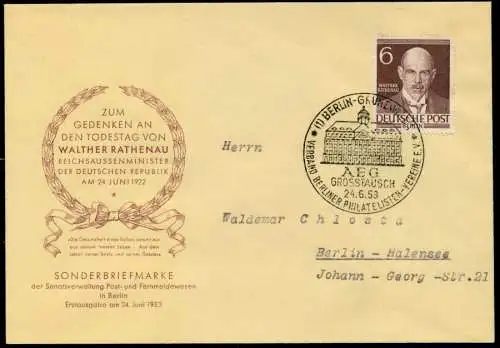 ZUM
GEDENKEN AN
DEN TODESTAG VON
WALTHER RATHENAU
REICHSAUSSENMINISTER
DER DEUTSCHEN REPUBLIK
AM 24. JUNI 1922
SONDERBRIEFMARKE
der Senatsverwaltung Post- und Fernmeldewesen
in Berlin
Erstausgabe am 24. Juni 1953
6
WALTHER
RATHENAU
DEUTSCHE POST
BERLIN
(1) BERLIN-
AEG
GROSSTAUSCH
24.6.53
VERBAND BERLINER PHILATELISTEN-VEREINE E.V.
Herrn
Waldemar Chlosta
Berlin - Halensee
Johann - Georg -Str.21